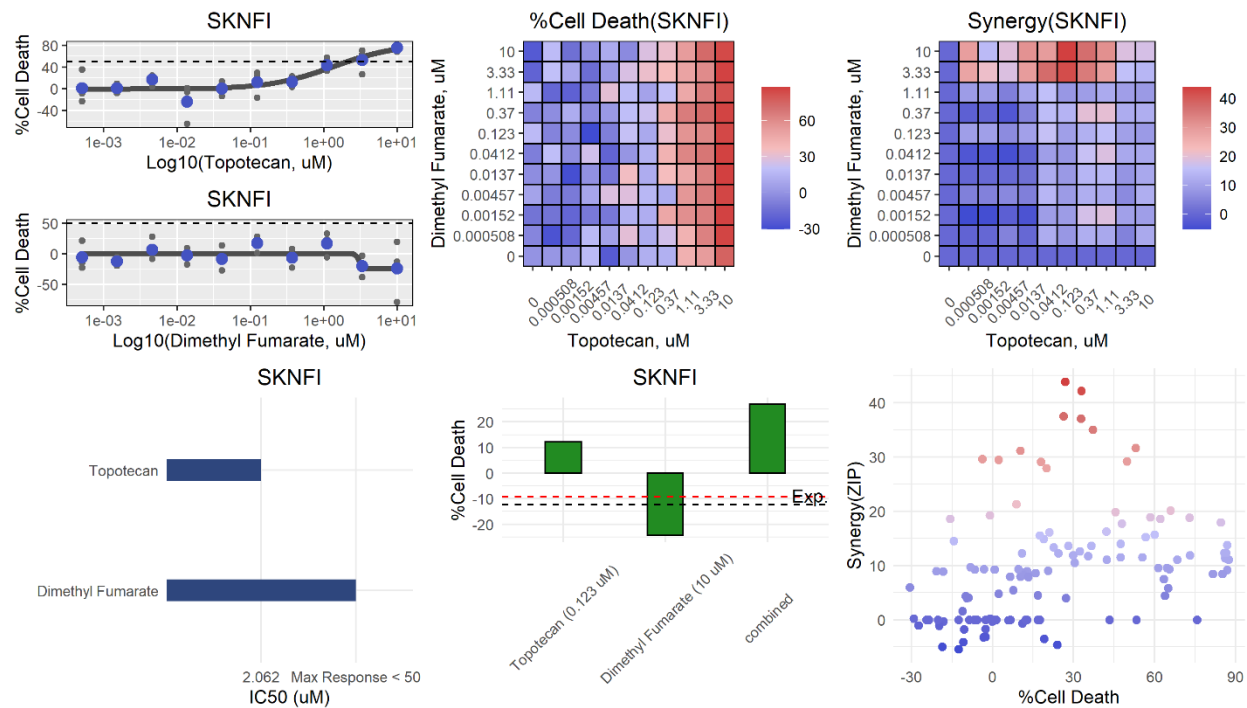 SKNFI
%Cell Death
80
40
0
-40
1e-03
1e-02
1e-01
1e+00
1e+01
Log10(Topotecan, uM)
SKNFI
%Cell Death
50
0
-50
1e-03
1e-02
1e-01
1e+00
1e+01
Log10(Dimethyl Fumarate, uM)
%Cell Death(SKNFI)
Dimethyl Fumarate, uM
10
3.33
1.11
0.37
0.123
0.0412
0.0137
0.00457
0.00152
0.000508
0
0
0.000508
0.00152
0.00457
0.0137
0.0412
0.123
0.37
1.11
3.33
10
Topotecan, uM
60
30
0
-30
Synergy(SKNFI)
Dimethyl Fumarate, uM
10
3.33
1.11
0.37
0.123
0.0412
0.0137
0.00457
0.00152
0.000508
0
0
0.000508
0.00152
0.00457
0.0137
0.0412
0.123
0.37
1.11
3.33
10
Topotecan, uM
40
30
20
10
0
SKNFI
Topotecan
Dimethyl Fumarate
2.062
Max Response < 50
IC50 (uM)
SKNFI
%Cell Death
20
10
0
-10
-20
Exp.
Topotecan (0.123 uM)
Dimethyl Fumarate (10 uM)
combined
Synergy(ZIP)
40
30
20
10
0
-30
0
30
60
90
%Cell Death